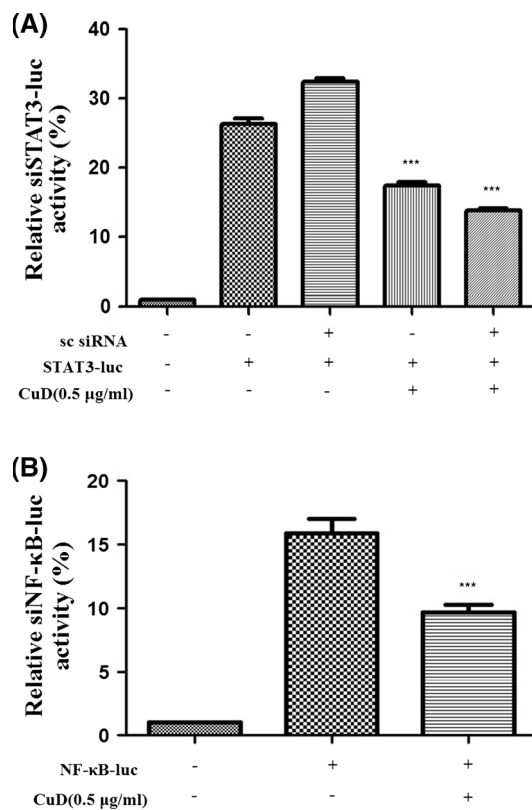 (A)
Relative siSTAT3-luc
activity (%)
40
30
20
10
0
*** ***
sc siRNA - - + - +
STAT3-luc - + + + +
CuD(0.5 µg/ml) - - - + +
(B)
Relative siNF-κB-luc
activity (%)
20
15
10
5
0
***
NF-κB-luc - + +
CuD(0.5 µg/ml) - - +